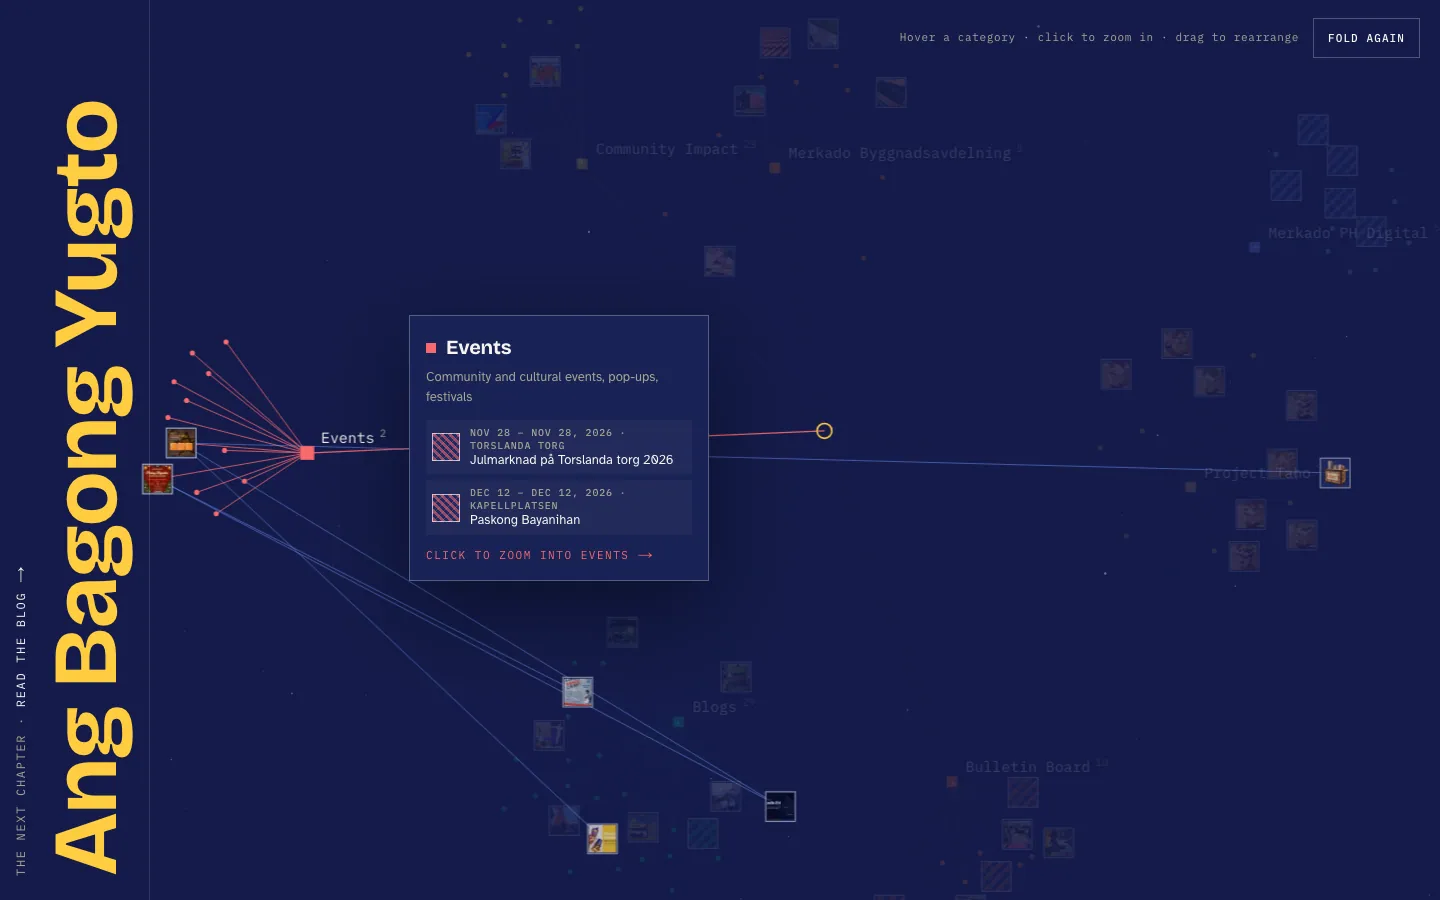 Hover a category · click to zoom in · drag to rearrange
FOLD AGAIN
Ang Bagong Yugto
THE NEXT CHAPTER · READ THE BLOG →
Community Impact
Merkado Byggnadsavdelning
Merkado PH Digital
Events 2
Events
Community and cultural events, pop-ups,
festivals
NOV 28 – NOV 28, 2026 ·
TORSLANDA TORG
Julmarknad på Torslanda torg 2026
DEC 12 – DEC 12, 2026 ·
KAPELLPLATSEN
Paskong Bayanihan
CLICK TO ZOOM INTO EVENTS →
Blogs
Bulletin Board